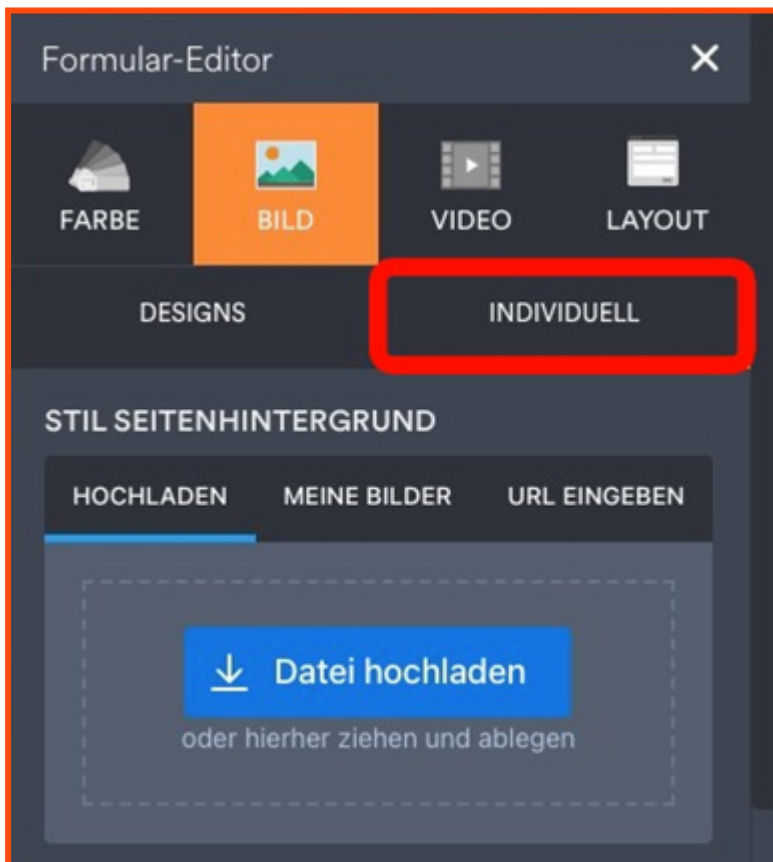 Formular-Editor
FARBE BILD VIDEO LAYOUT
DESIGNS INDIVIDUELL
STIL SEITENHINTERGRUND
HOCHLADEN MEINE BILDER URL EINGEBEN
Datei hochladen
oder hierher ziehen und ablegen